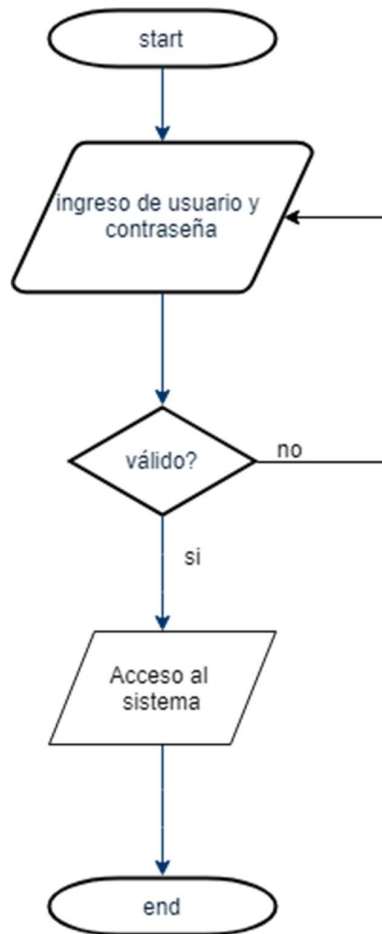 start
ingreso de usuario y
contraseña
válido?
no
si
Acceso al
sistema
end